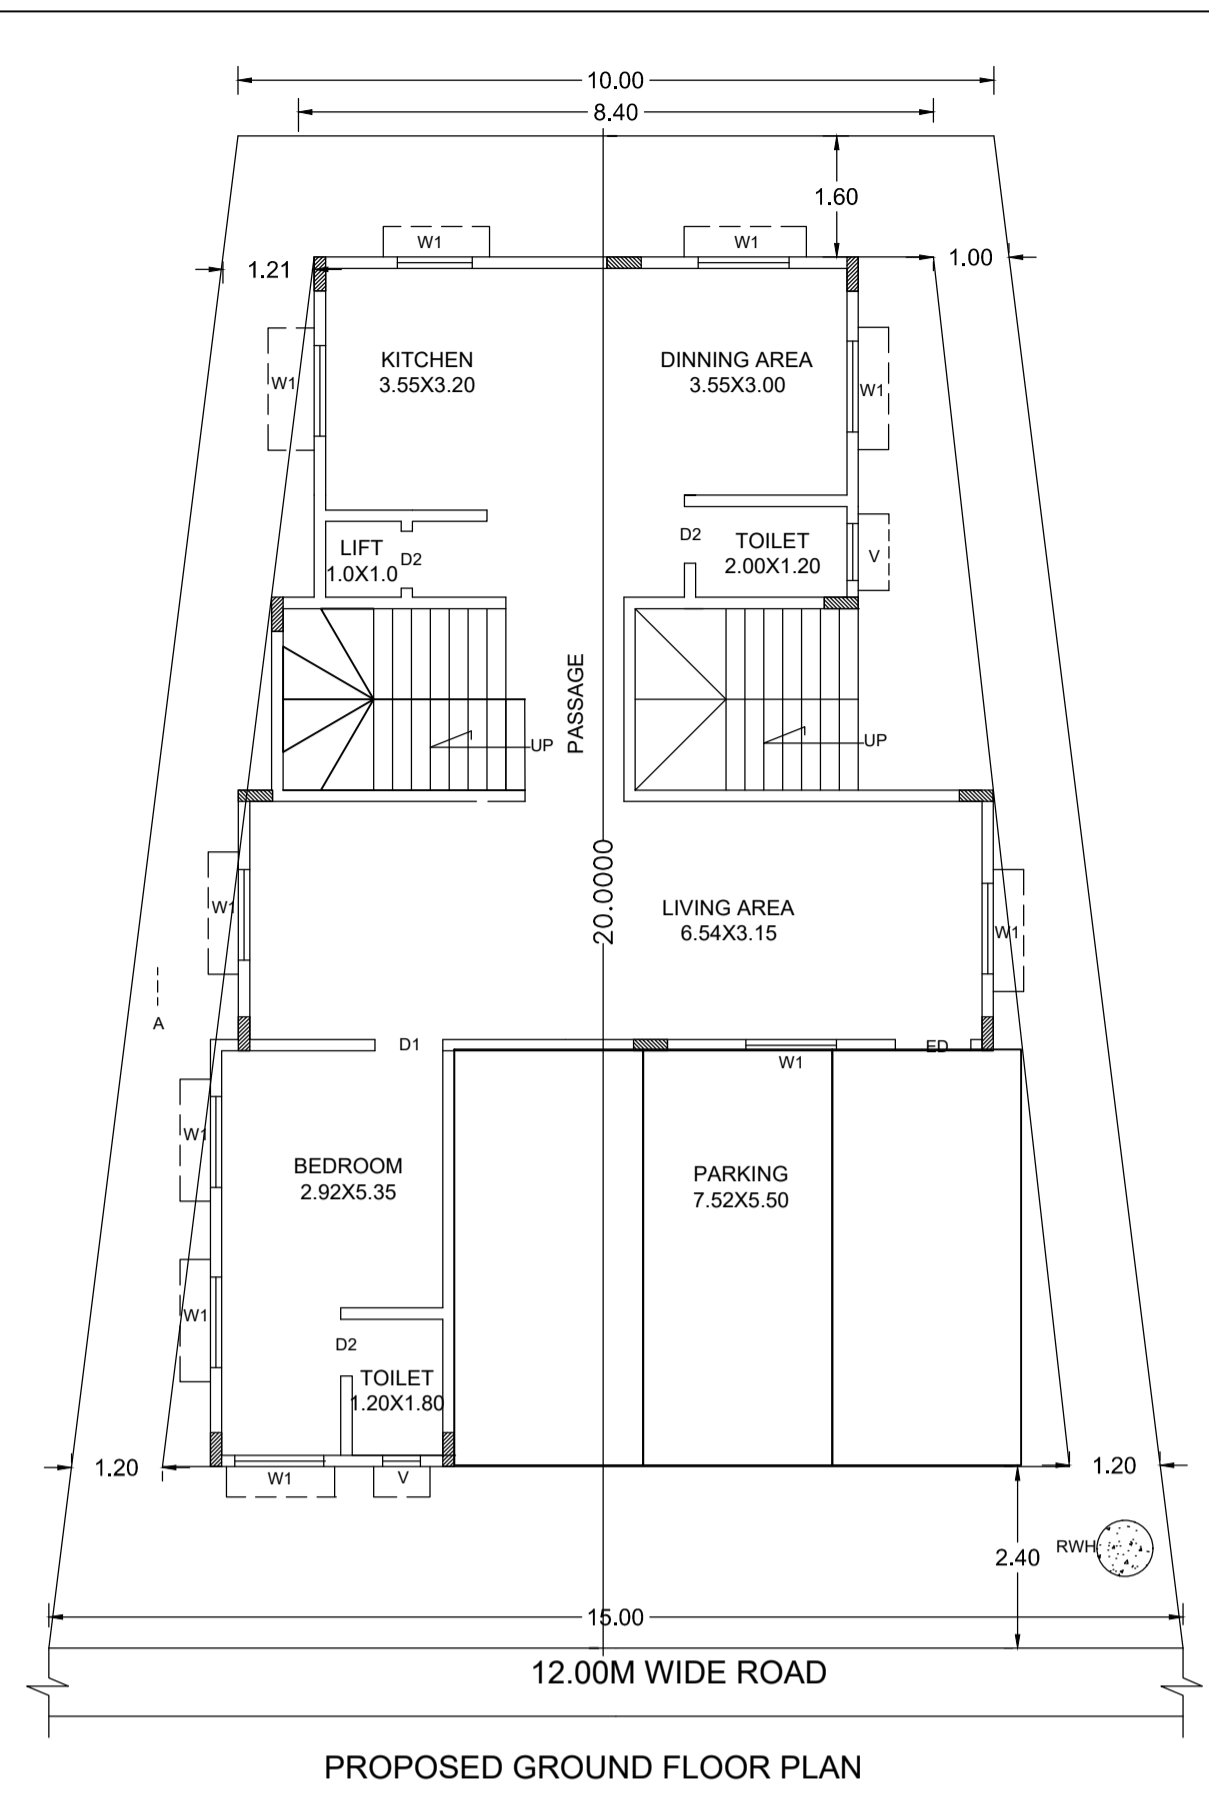 10.00
8.40
1.60
W1
W1
1.21
1.00
KITCHEN
3.55X3.20
DINNING AREA
3.55X3.00
W1
W1
LIFT
1.0X1.0
D2
D2
TOILET
2.00X1.20
V
PASSAGE
UP
UP
20.0000
LIVING AREA
6.54X3.15
W1
W1
A
D1
ED
W1
W1
BEDROOM
2.92X5.35
PARKING
7.52X5.50
W1
D2
TOILET
1.20X1.80
1.20
W1
V
1.20
2.40
RWH
15.00
12.00M WIDE ROAD
PROPOSED GROUND FLOOR PLAN